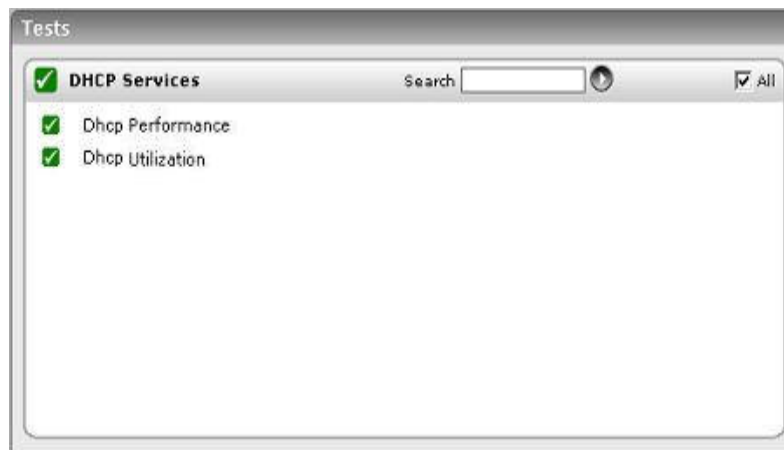 Tests
DHCP Services Search All
Dhcp Performance
Dhcp Utilization